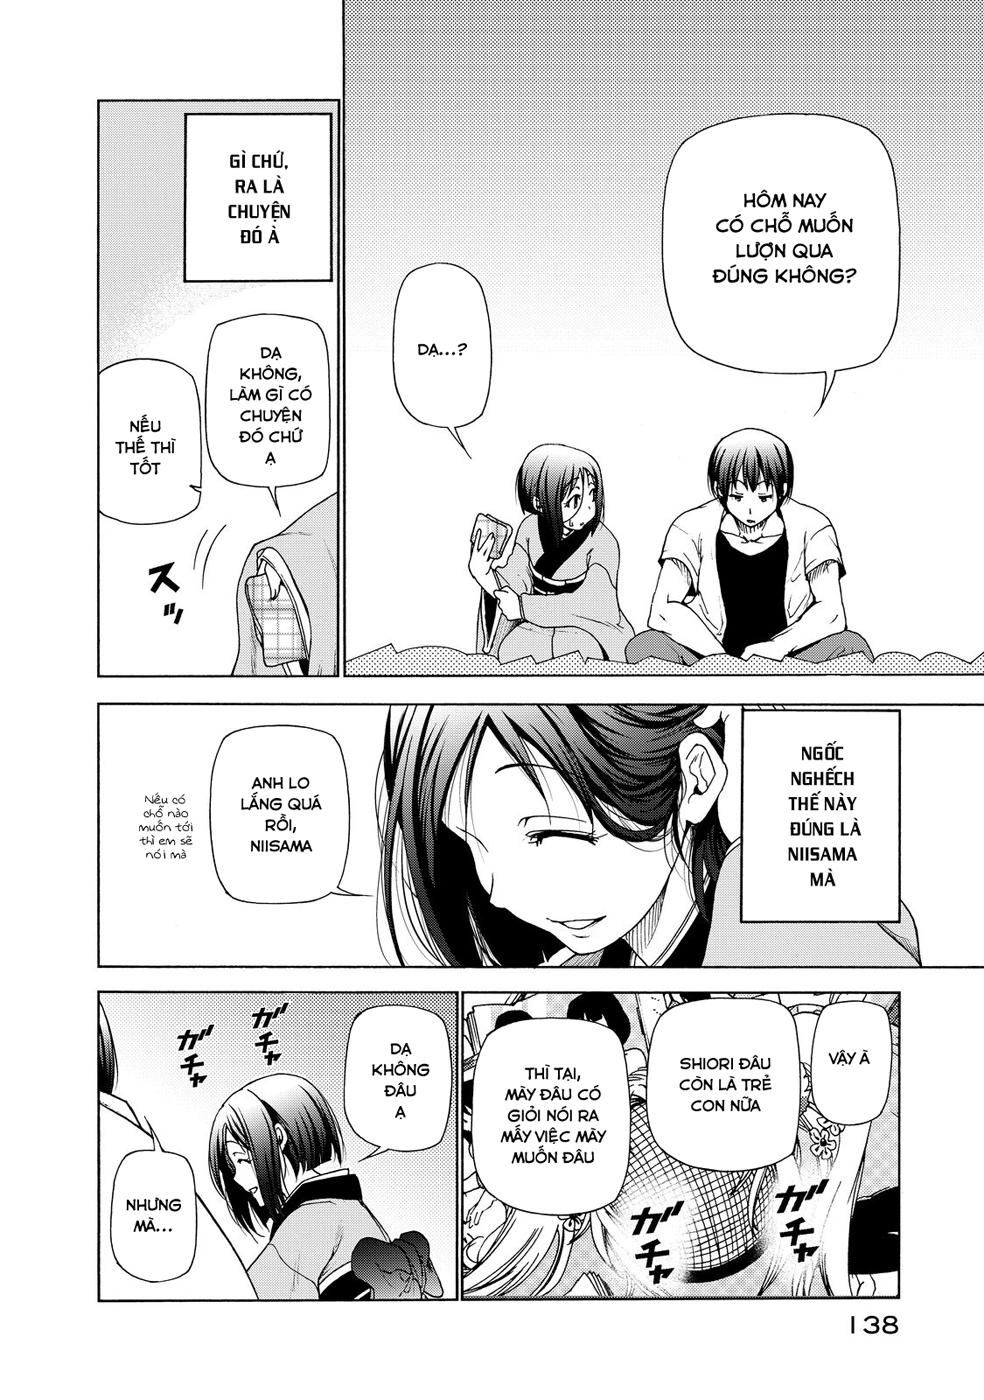 HÔM NAY
CÓ CHỖ MUỐN
LƯỢN QUA
ĐÚNG KHÔNG?
DẠ...?
GÌ CHỨ,
RA LÀ
CHUYỆN
ĐÓ À
DẠ
KHÔNG,
LÀM GÌ CÓ
CHUYỆN
ĐÓ CHỨ
Ạ
NẾU
THẾ THÌ
TỐT
スッ
NGỐC
NGHẾCH
THẾ NÀY
ĐÚNG LÀ
NIISAMA
MÀ
ANH LO
LẮNG QUÁ
RỒI,
NIISAMA
Nếu có
chỗ nào
muốn tới
thì em sẽ
nói mà
VẬY À
SHIORI ĐÂU
CÒN LÀ TRẺ
CON NỮA
THÌ TẠI,
MÀY ĐÂU CÓ
GIỎI NÓI RA
MẤY VIỆC MÀY
MUỐN ĐÂU
ガチャ
ガチャ
DẠ
KHÔNG
ĐÂU
Ạ
ガチャ
ガチャ
NHƯNG
MÀ...
138